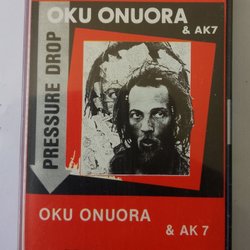 OKU ONUORA
& AK7
PRESSURE DROP
OKU ONUORA
& AK 7